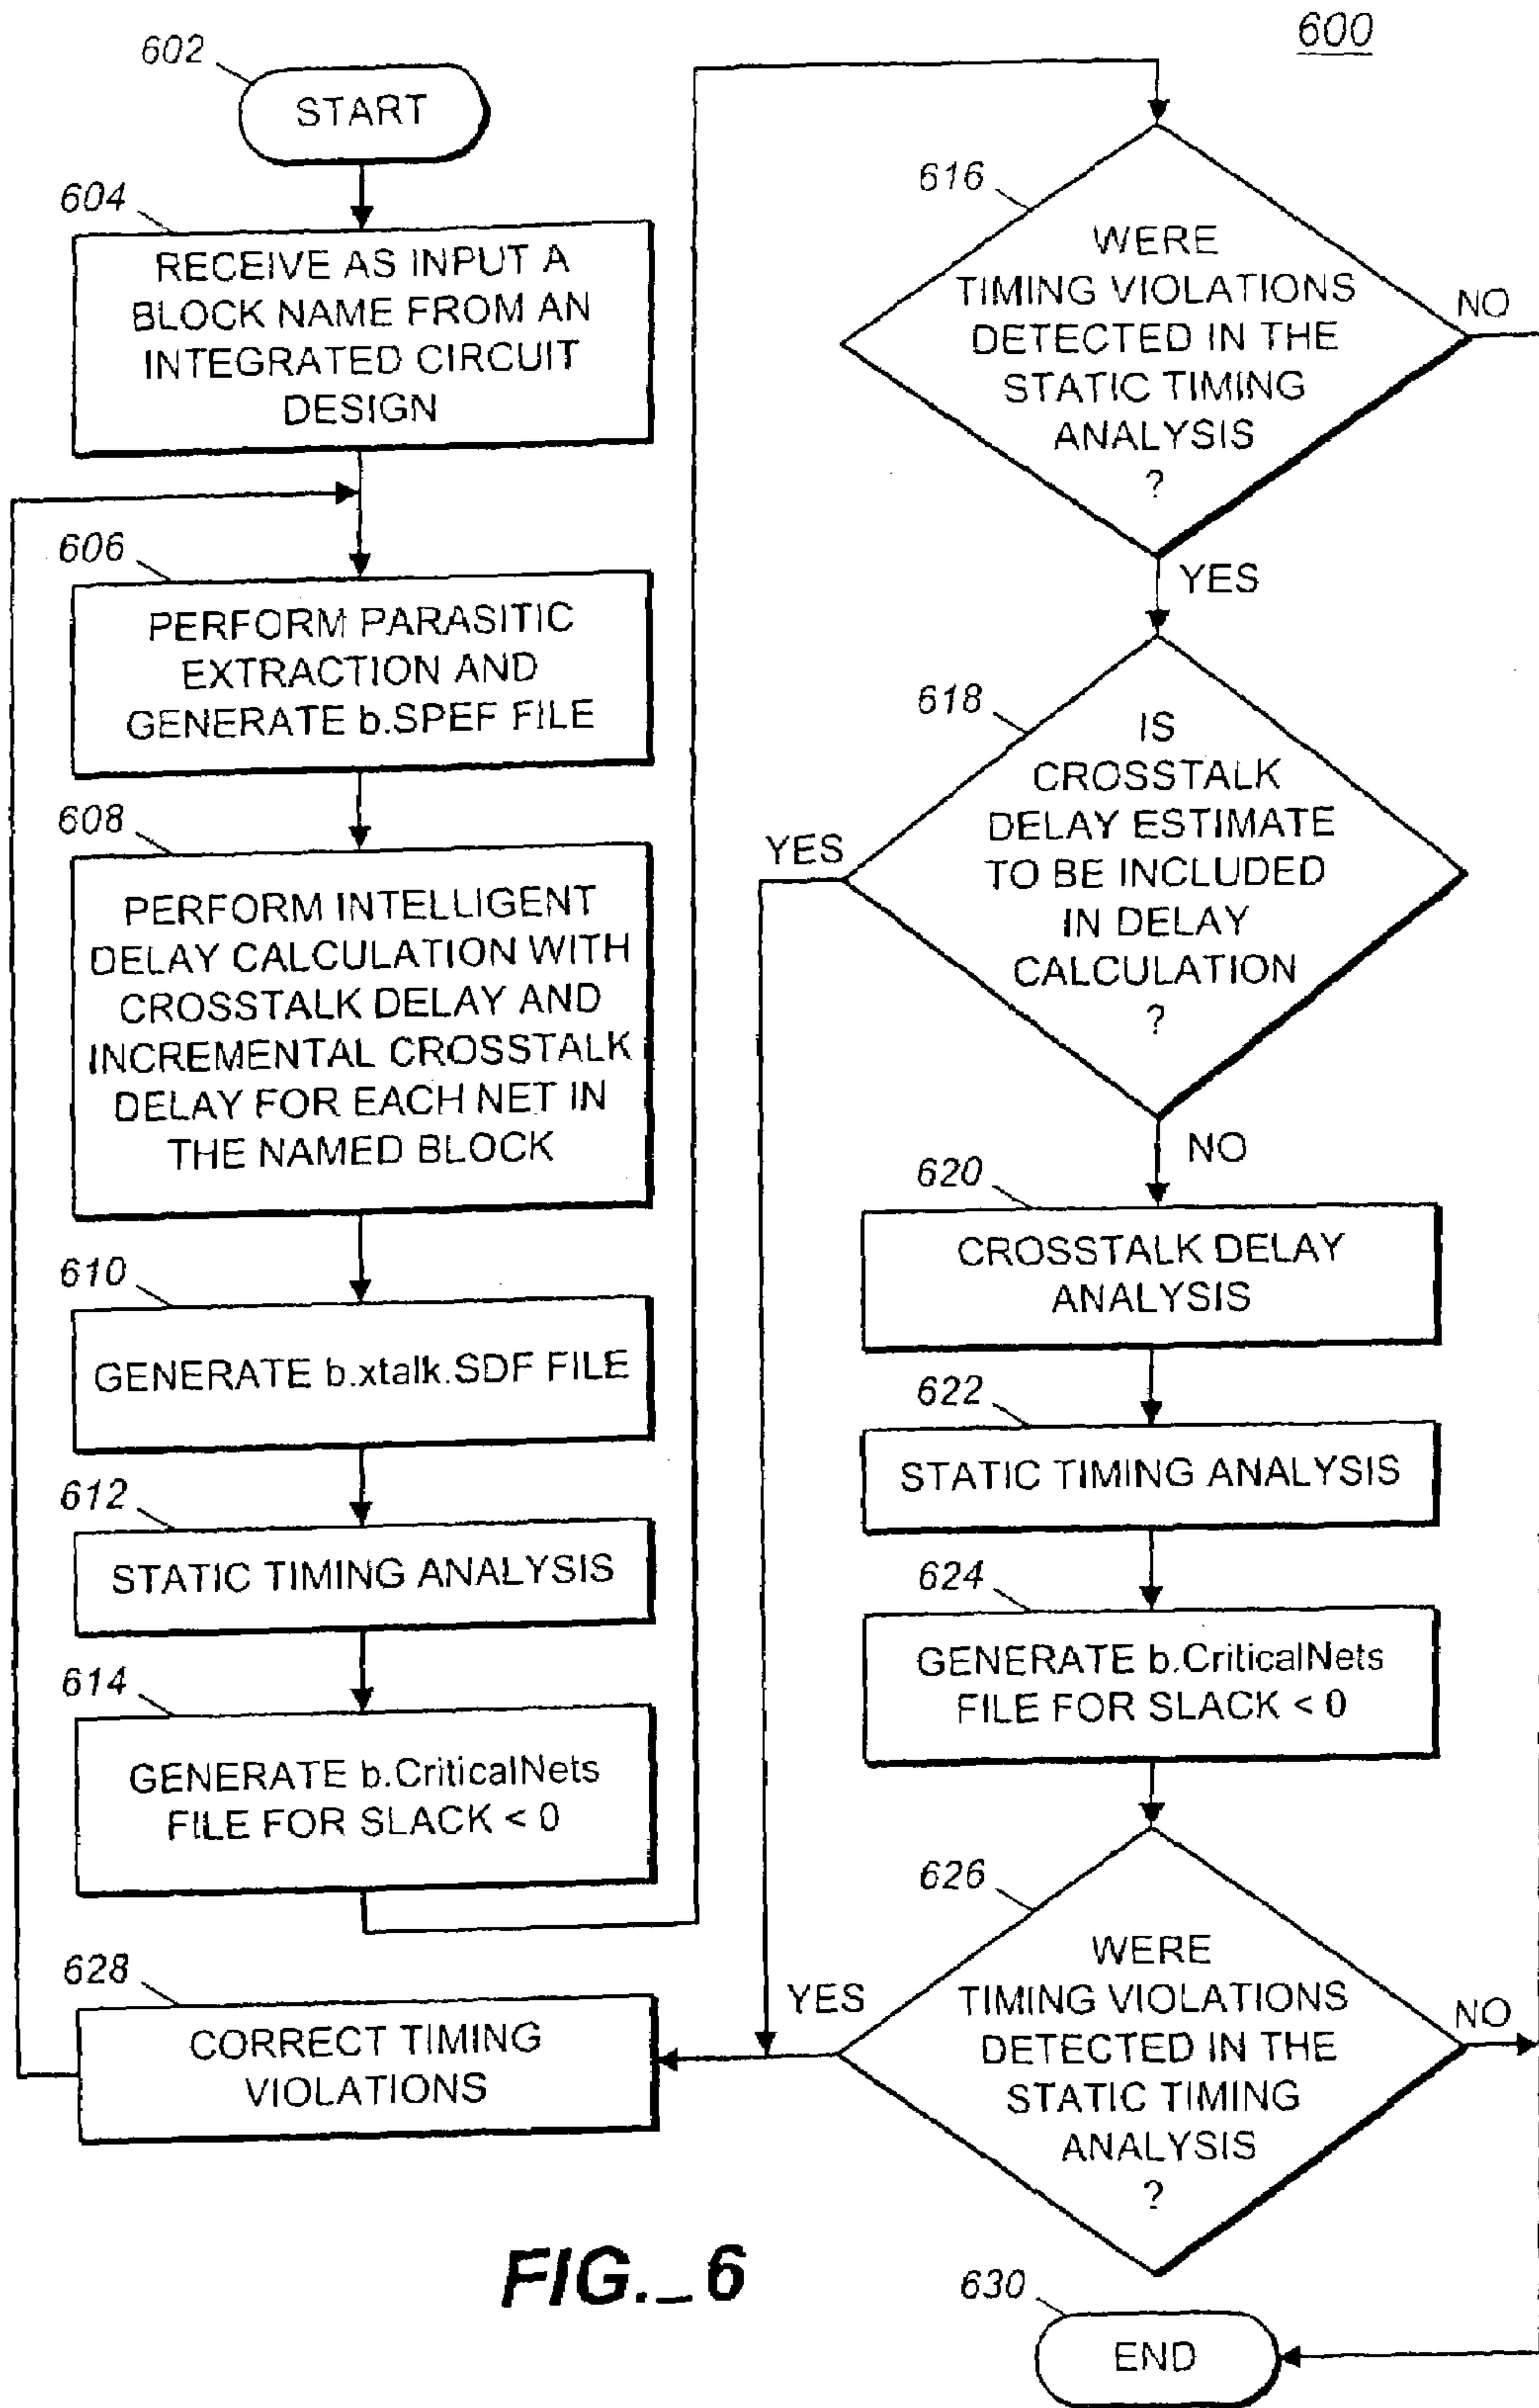 600
602
START
604
RECEIVE AS INPUT A
BLOCK NAME FROM AN
INTEGRATED CIRCUIT
DESIGN
606
PERFORM PARASITIC
EXTRACTION AND
GENERATE b.SPEF FILE
608
PERFORM INTELLIGENT
DELAY CALCULATION WITH
CROSSTALK DELAY AND
INCREMENTAL CROSSTALK
DELAY FOR EACH NET IN
THE NAMED BLOCK
610
GENERATE b.xtalk.SDF FILE
612
STATIC TIMING ANALYSIS
614
GENERATE b.CriticalNets
FILE FOR SLACK < 0
628
CORRECT TIMING
VIOLATIONS
616
WERE
TIMING VIOLATIONS
DETECTED IN THE
STATIC TIMING
ANALYSIS
?
NO
YES
618
IS
CROSSTALK
DELAY ESTIMATE
TO BE INCLUDED
IN DELAY
CALCULATION
?
YES
NO
620
CROSSTALK DELAY
ANALYSIS
622
STATIC TIMING ANALYSIS
624
GENERATE b.CriticalNets
FILE FOR SLACK < 0
626
WERE
TIMING VIOLATIONS
DETECTED IN THE
STATIC TIMING
ANALYSIS
?
YES
NO
630
END
FIG._6